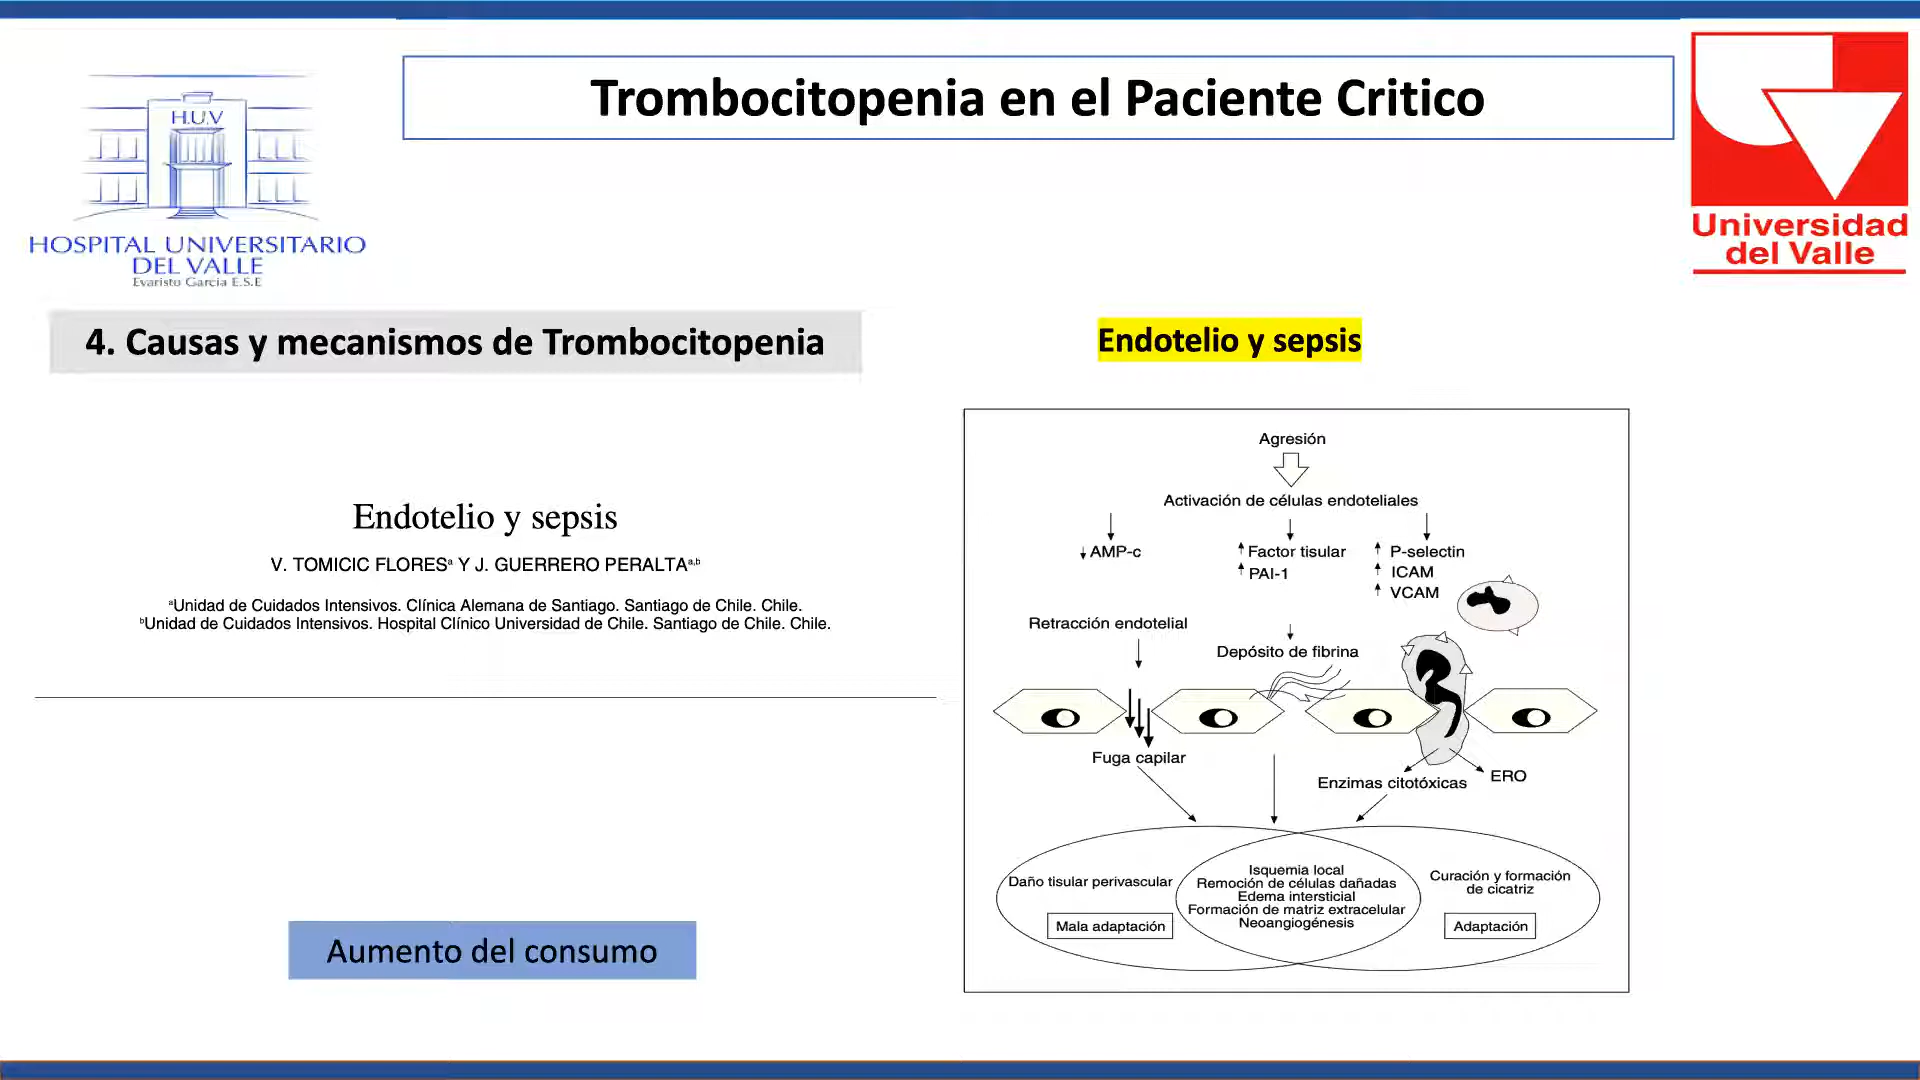 Trombocitopenia en el Paciente Critico
H.U.V
HOSPITAL UNIVERSITARIO
DEL VALLE
Evaristo Garcia E.S.E
Universidad
del Valle
4. Causas y mecanismos de Trombocitopenia
Endotelio y sepsis
Endotelio y sepsis
V. TOMICIC FLORESª Y J. GUERRERO PERALTAª,ᵇ
ªUnidad de Cuidados Intensivos. Clínica Alemana de Santiago. Santiago de Chile. Chile.
ᵇUnidad de Cuidados Intensivos. Hospital Clínico Universidad de Chile. Santiago de Chile. Chile.
Aumento del consumo
Agresión
Activación de células endoteliales
↓ AMP-c
↑ Factor tisular
↑ PAI-1
↑ P-selectin
↑ ICAM
↑ VCAM
Retracción endotelial
Depósito de fibrina
Fuga capilar
Enzimas citotóxicas
ERO
Daño tisular perivascular
Mala adaptación
Isquemia local
Remoción de células dañadas
Edema intersticial
Formación de matriz extracelular
Neoangiogénesis
Curación y formación
de cicatriz
Adaptación